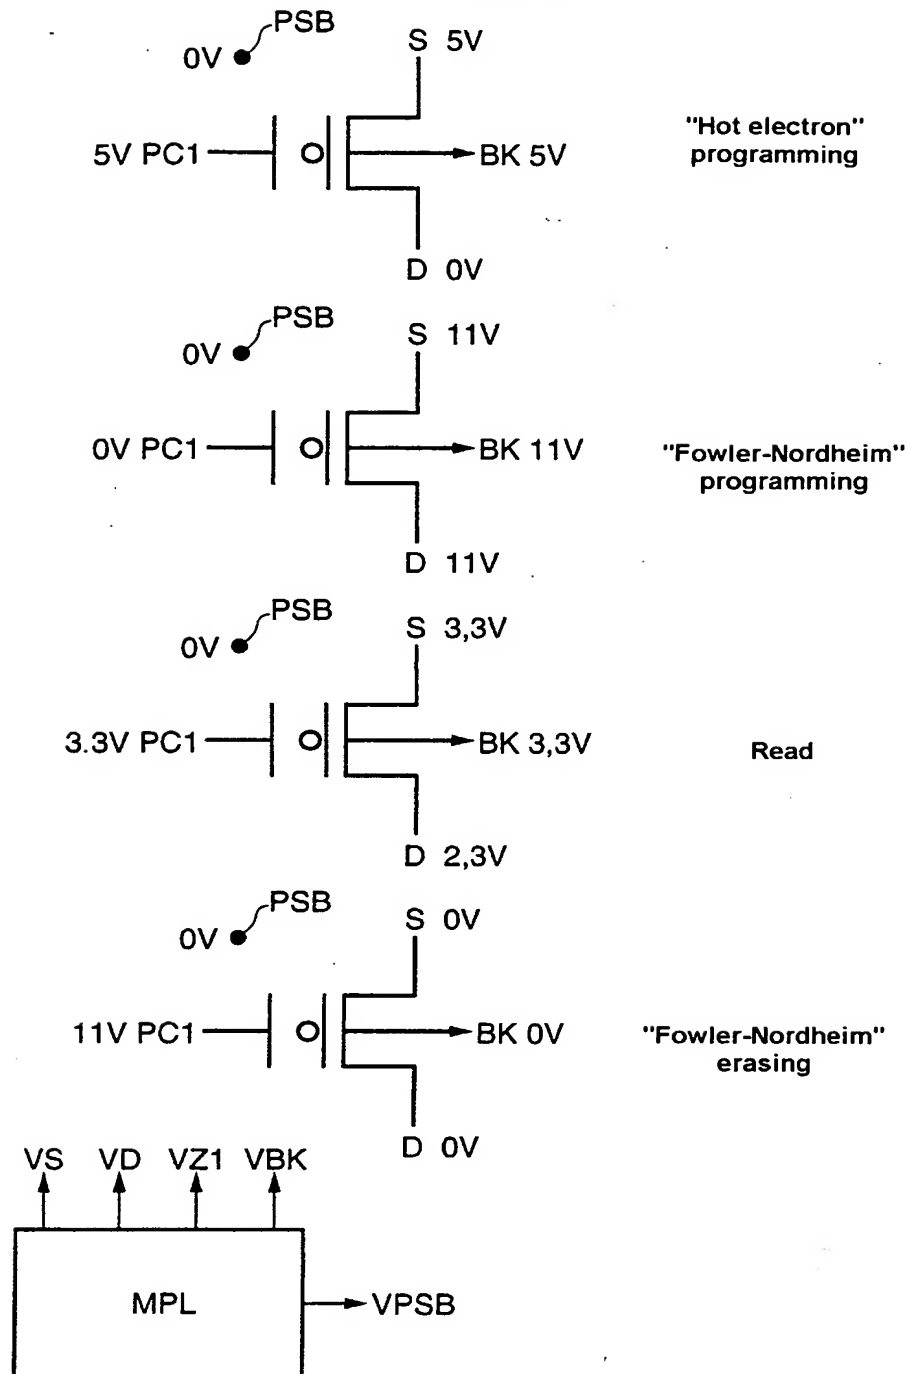 PSB
0V
S 5V
5V PC1
BK 5V
"Hot electron"
programming
D 0V
PSB
0V
S 11V
0V PC1
BK 11V
"Fowler-Nordheim"
programming
D 11V
PSB
0V
S 3,3V
3.3V PC1
BK 3,3V
Read
D 2,3V
PSB
0V
S 0V
11V PC1
BK 0V
"Fowler-Nordheim"
erasing
D 0V
VS VD VZ1 VBK
MPL
VPSB